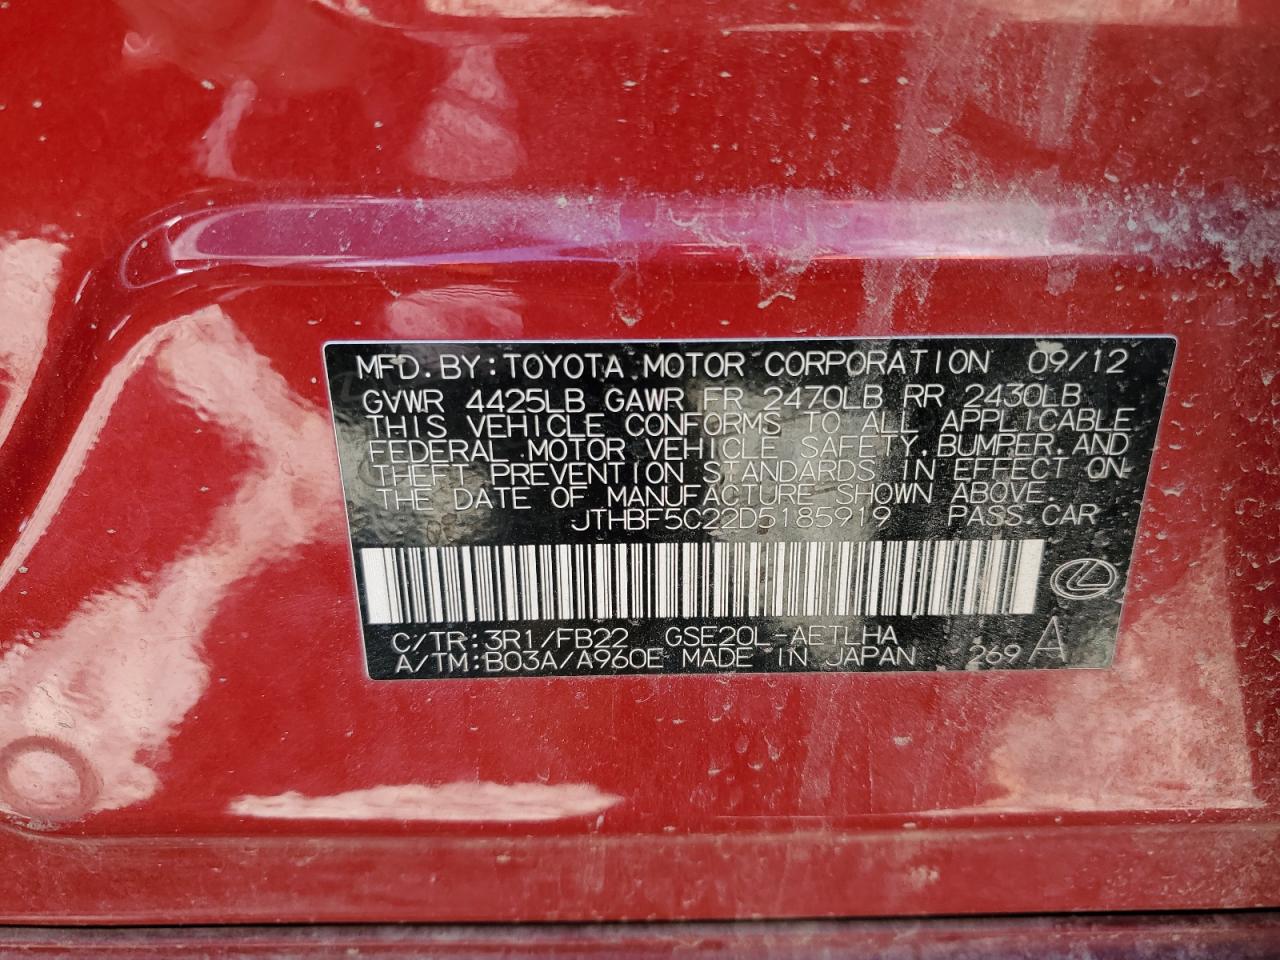 MFD. BY: TOYOTA MOTOR CORPORATION 09/12
GVWR 4425LB GAWR FR 2470LB RR 2430LB
THIS VEHICLE CONFORMS TO ALL APPLICABLE
FEDERAL MOTOR VEHICLE SAFETY, BUMPER, AND
THEFT PREVENTION STANDARDS IN EFFECT ON
THE DATE OF MANUFACTURE SHOWN ABOVE.
JTHBF5C22D5185919 PASS. CAR
C/TR: 3R1/FB22 GSE20L-AETLHA
A/TM: B03A/A960E MADE IN JAPAN 269 A